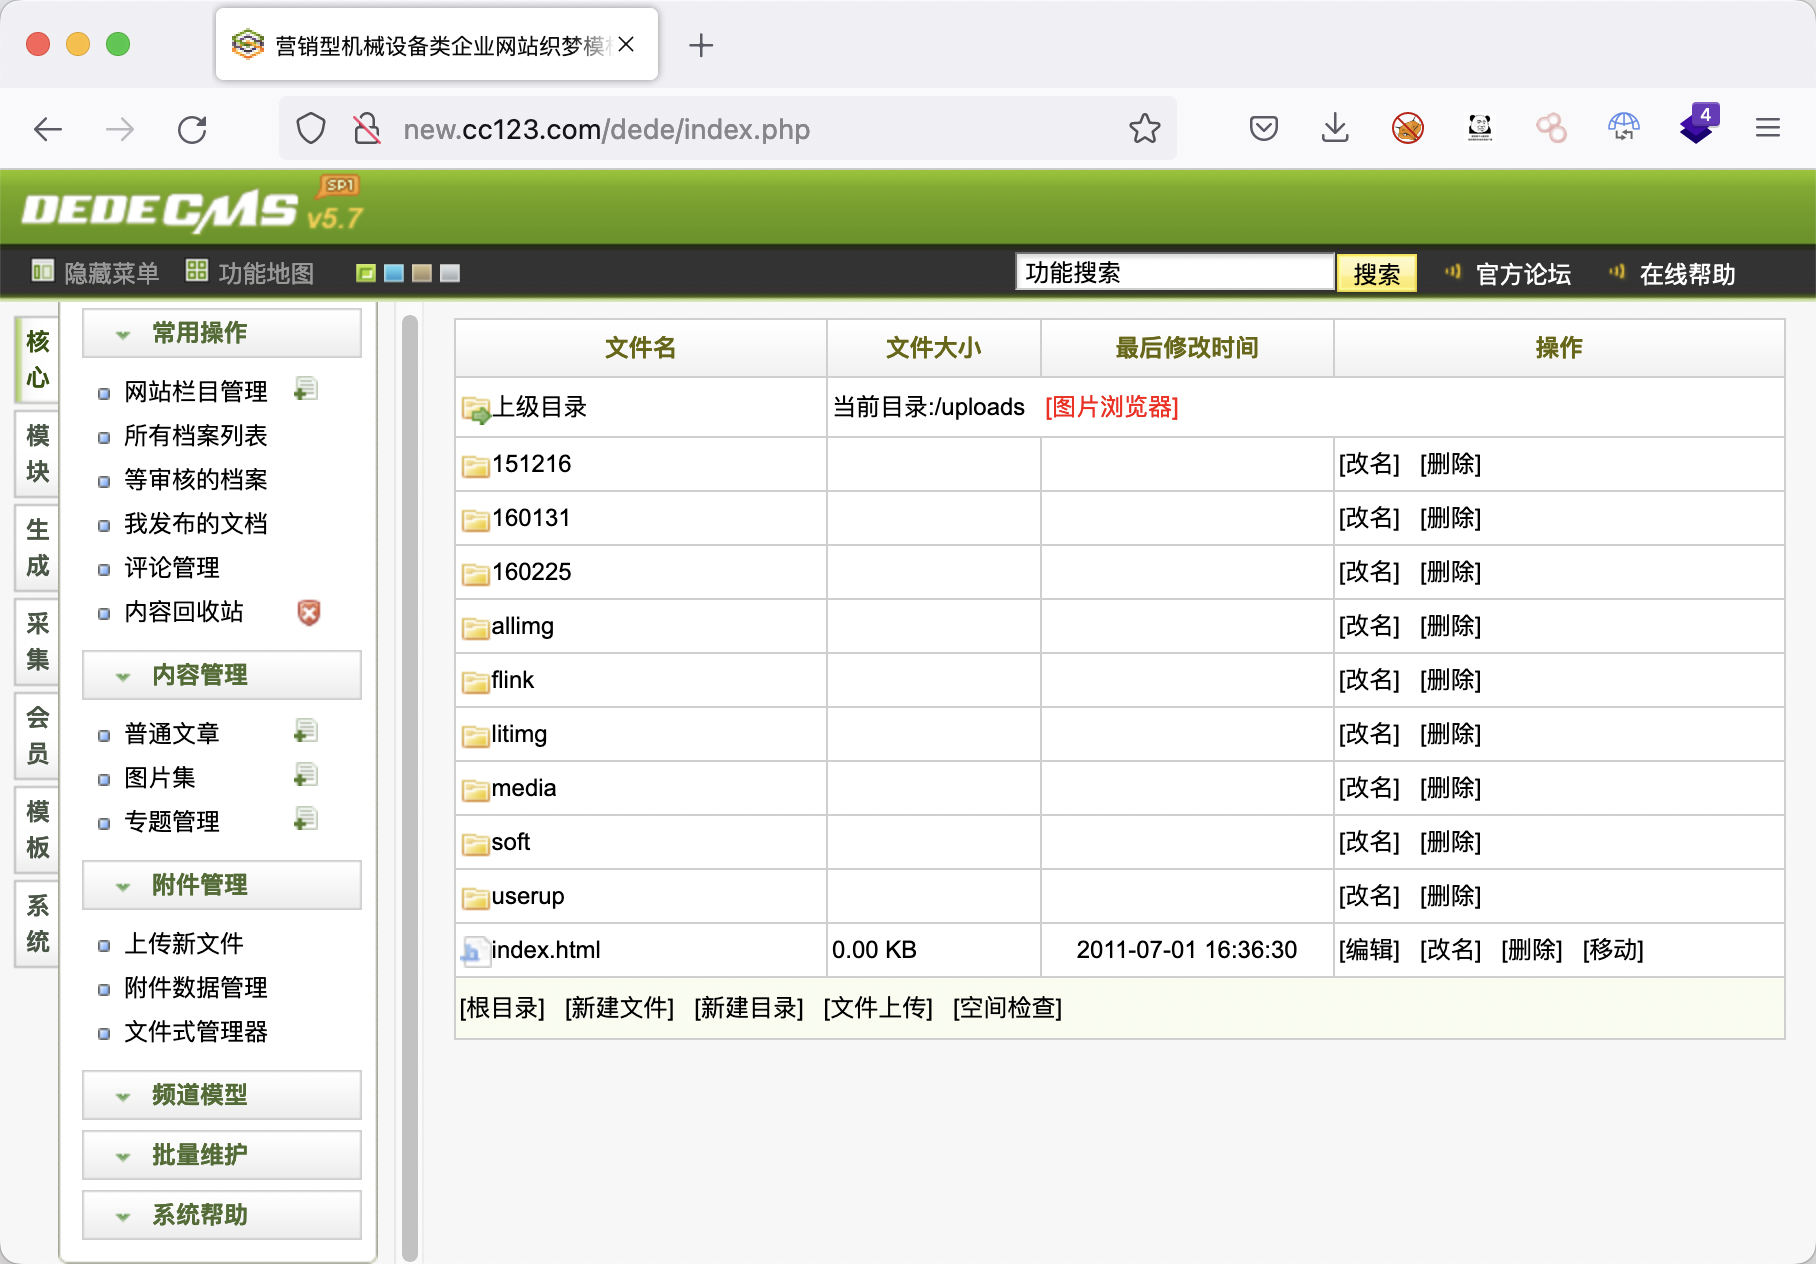 营销型机械设备类企业网站织梦模
new.cc123.com/dede/index.php
4
DEDECMS v5.7 SP1
隐藏菜单 功能地图 功能搜索 搜索 官方论坛 在线帮助
核心
模块
生成
采集
会员
模板
系统
常用操作
网站栏目管理
所有档案列表
等审核的档案
我发布的文档
评论管理
内容回收站
内容管理
普通文章
图片集
专题管理
附件管理
上传新文件
附件数据管理
文件式管理器
频道模型
批量维护
系统帮助
文件名 文件大小 最后修改时间 操作
上级目录 当前目录:/uploads [图片浏览器]
151216 [改名] [删除]
160131 [改名] [删除]
160225 [改名] [删除]
allimg [改名] [删除]
flink [改名] [删除]
litimg [改名] [删除]
media [改名] [删除]
soft [改名] [删除]
userup [改名] [删除]
index.html 0.00 KB 2011-07-01 16:36:30 [编辑] [改名] [删除] [移动]
[根目录] [新建文件] [新建目录] [文件上传] [空间检查]